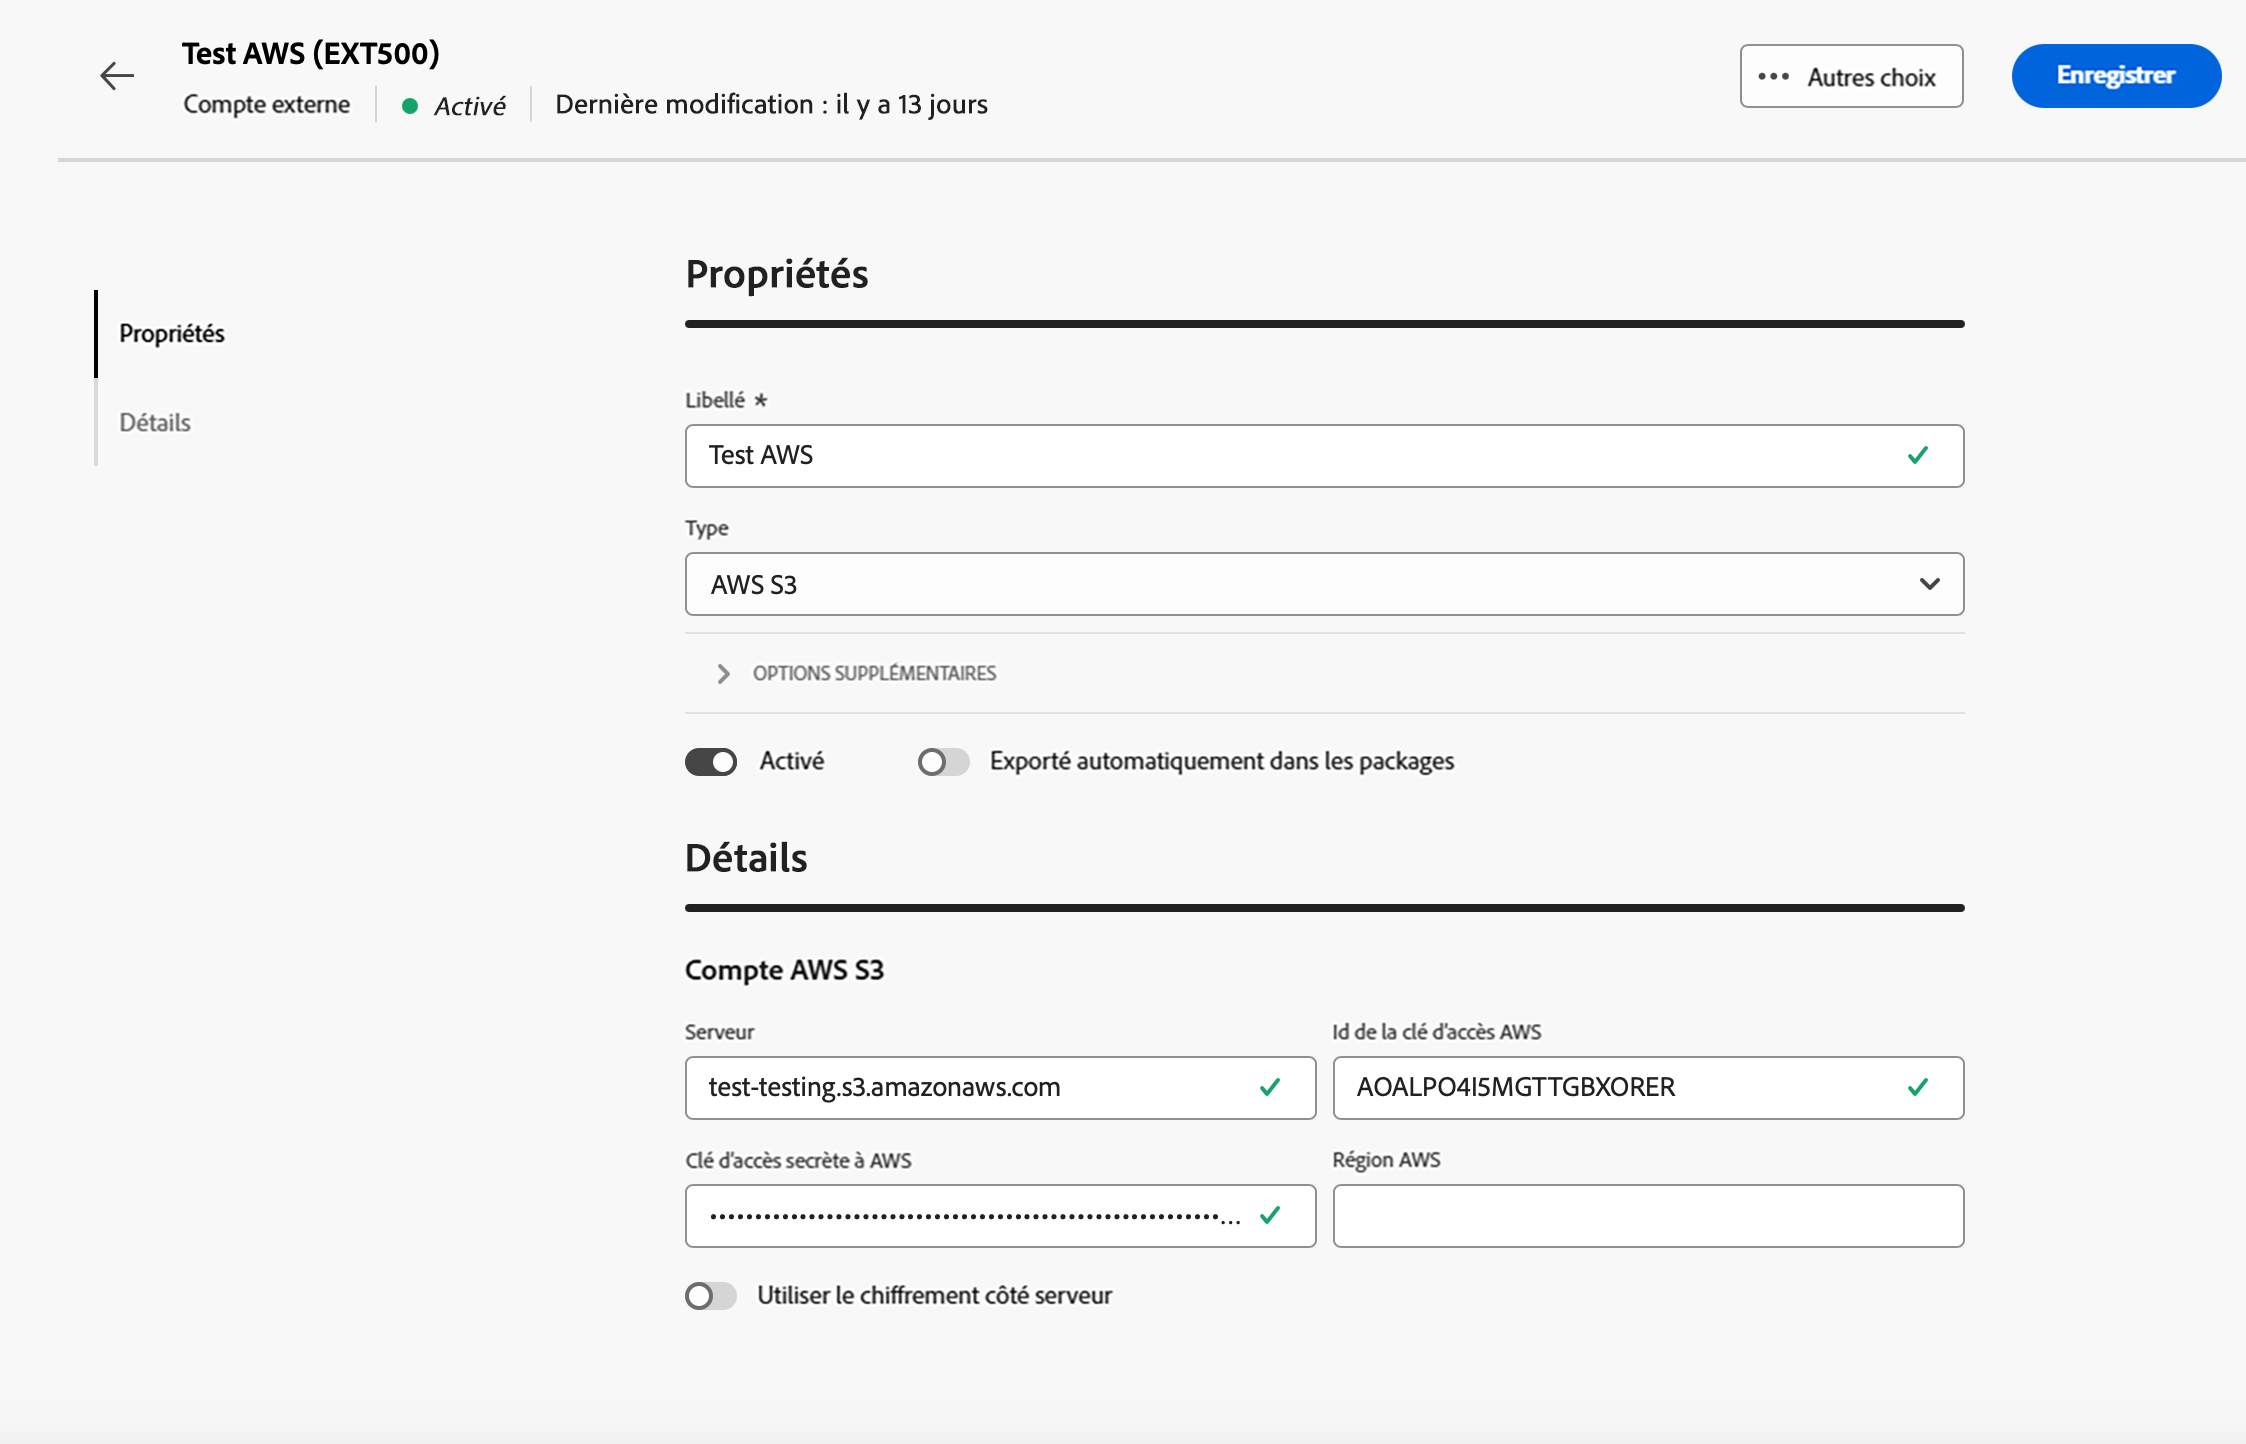 Test AWS (EXT500)
Compte externe
Activé
Dernière modification : il y a 13 jours
Autres choix
Enregistrer
Propriétés
Détails
Propriétés
Libellé *
Test AWS
Type
AWS S3
OPTIONS SUPPLÉMENTAIRES
Activé
Exporté automatiquement dans les packages
Détails
Compte AWS S3
Serveur
Id de la clé d'accès AWS
test-testing.s3.amazonaws.com
AOALPO4I5MGTTGBXORER
Clé d'accès secrète à AWS
Région AWS
Utiliser le chiffrement côté serveur